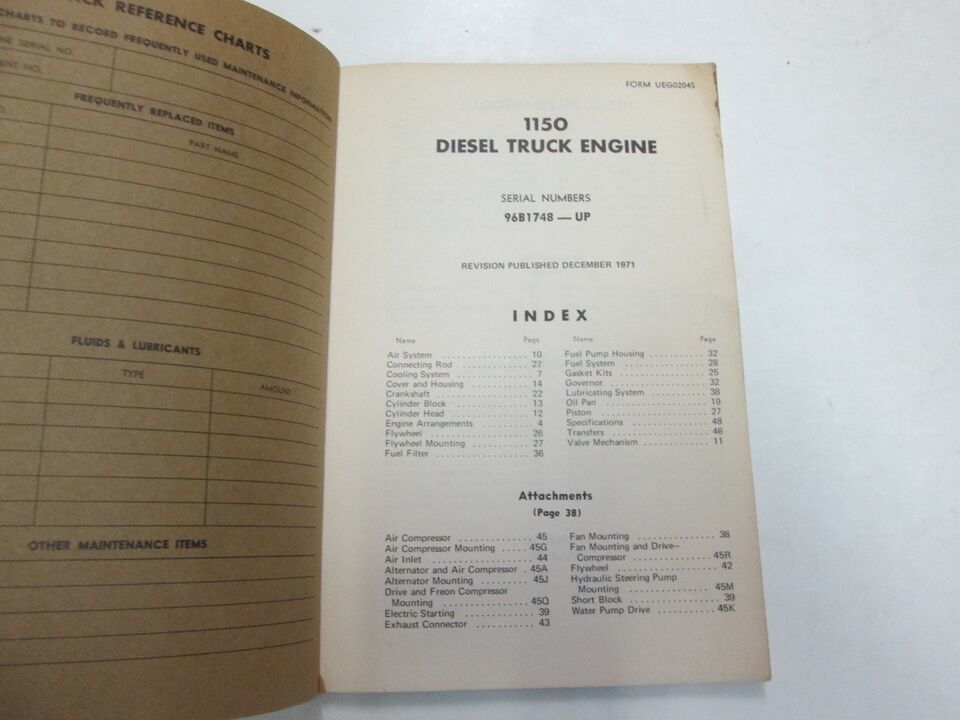 REFERENCE CHARTS
CHARTS TO RECORD FREQUENTLY USED MAINTENANCE INFORMATION
SERIAL NO.
NO.
FREQUENTLY REPLACED ITEMS
PART NAME
FLUIDS & LUBRICANTS
TYPE
AMOUNT
OTHER MAINTENANCE ITEMS
FORM UEG0204S
1150
DIESEL TRUCK ENGINE
SERIAL NUMBERS
96B1748 — UP
REVISION PUBLISHED DECEMBER 1971
INDEX
Name Page
Air System 10
Connecting Rod 27
Cooling System 7
Cover and Housing 14
Crankshaft 22
Cylinder Block 13
Cylinder Head 12
Engine Arrangements 4
Flywheel 26
Flywheel Mounting 27
Fuel Filter 36
Name Page
Fuel Pump Housing 32
Fuel System 28
Gasket Kits 25
Governor 32
Lubricating System 38
Oil Pan 19
Piston 27
Specifications 48
Transfers 46
Valve Mechanism 11
Attachments
(Page 38)
Air Compressor 45
Air Compressor Mounting 45G
Air Inlet 44
Alternator and Air Compressor 45A
Alternator Mounting 45J
Drive and Freon Compressor
Mounting 45Q
Electric Starting 39
Exhaust Connector 43
Fan Mounting 38
Fan Mounting and Drive—
Compressor 45R
Flywheel 42
Hydraulic Steering Pump
Mounting 45M
Short Block 39
Water Pump Drive 45K